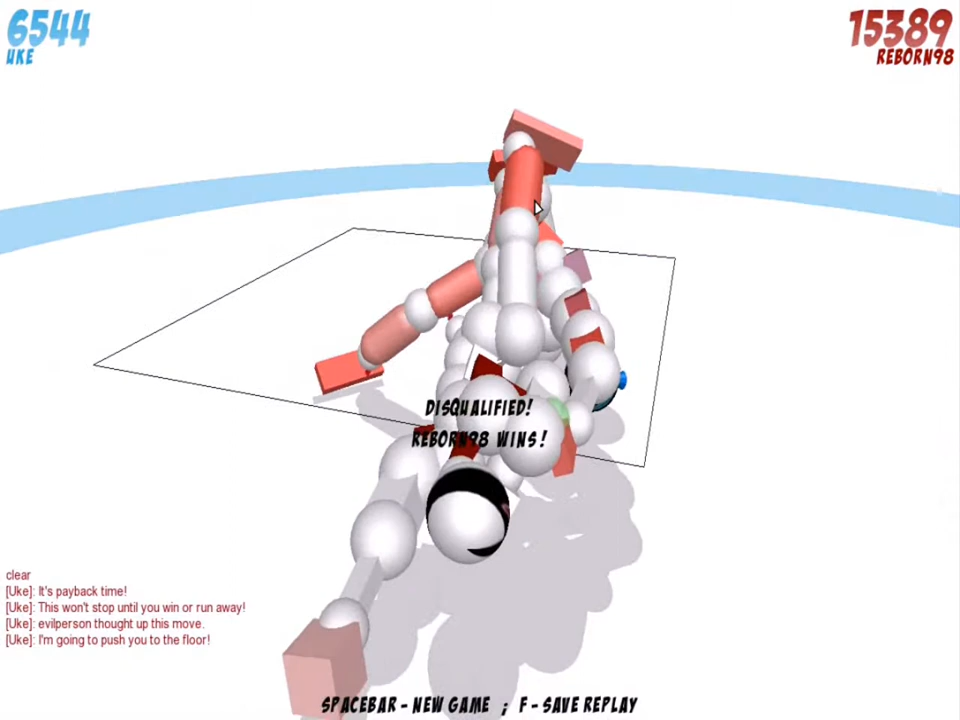 6544
UKE
15389
REBORN98
DISQUALIFIED!
REBORN98 WINS!
clear
[Uke]: It's payback time!
[Uke]: This won't stop until you win or run away!
[Uke]: evilperson thought up this move.
[Uke]: I'm going to push you to the floor!
SPACEBAR - NEW GAME ; F - SAVE REPLAY